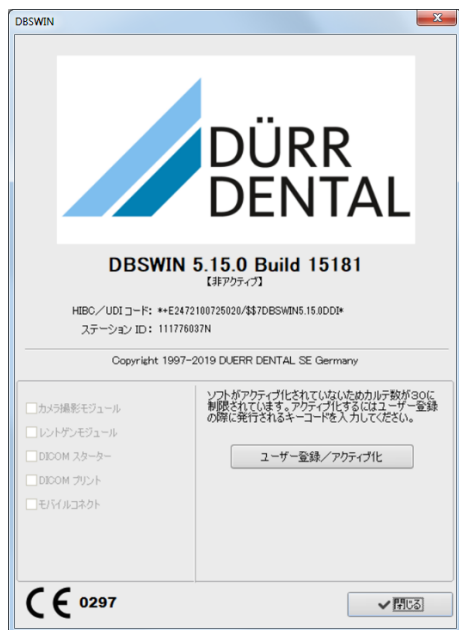 DBSWIN
DÜRR
DENTAL
DBSWIN 5.15.0 Build 15181
【非アクティブ】
HIBC／UDI コード: *+E2472100725020/$$7DBSWIN5.15.0DDI*
ステーション ID: 111776037N
Copyright 1997-2019 DUERR DENTAL SE Germany
カメラ撮影モジュール
レントゲンモジュール
DICOM スターター
DICOM プリント
モバイルコネクト
ソフトがアクティブ化されていないためカルテ数が30に
制限されています。アクティブ化するにはユーザー登録
の際に発行されるキーコードを入力してください。
ユーザー登録／アクティブ化
CE 0297
閉じる